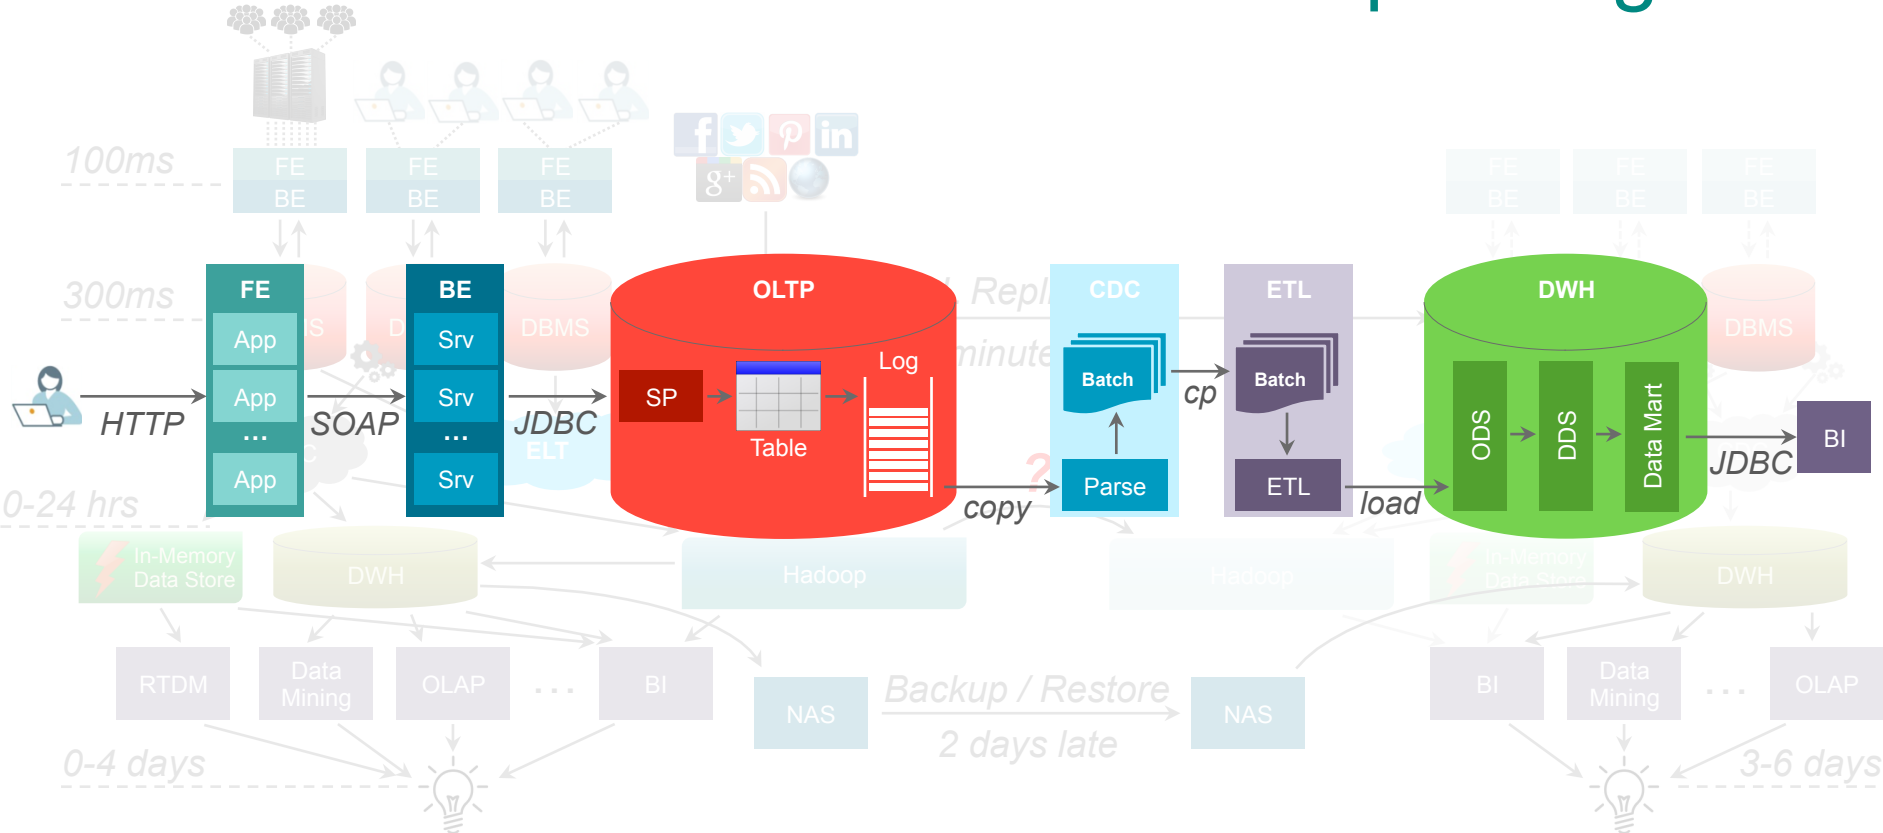 100ms
FE
BE
FE
BE
FE
BE
FE
BE
FE
BE
FE
BE
300ms
FE
App
App
...
App
BE
Srv
Srv
...
Srv
DBMS
OLTP
SP
Table
Log
CDC
Batch
Parse
ETL
Batch
ETL
DWH
ODS
DDS
Data Mart
DBMS
BI
HTTP
SOAP
JDBC
copy
cp
load
JDBC
ELT
?
0-24 hrs
In-Memory
Data Store
DWH
Hadoop
Hadoop
In-Memory
Data Store
DWH
RTDM
Data
Mining
OLAP
...
BI
NAS
Backup / Restore
2 days late
NAS
BI
Data
Mining
...
OLAP
0-4 days
3-6 days